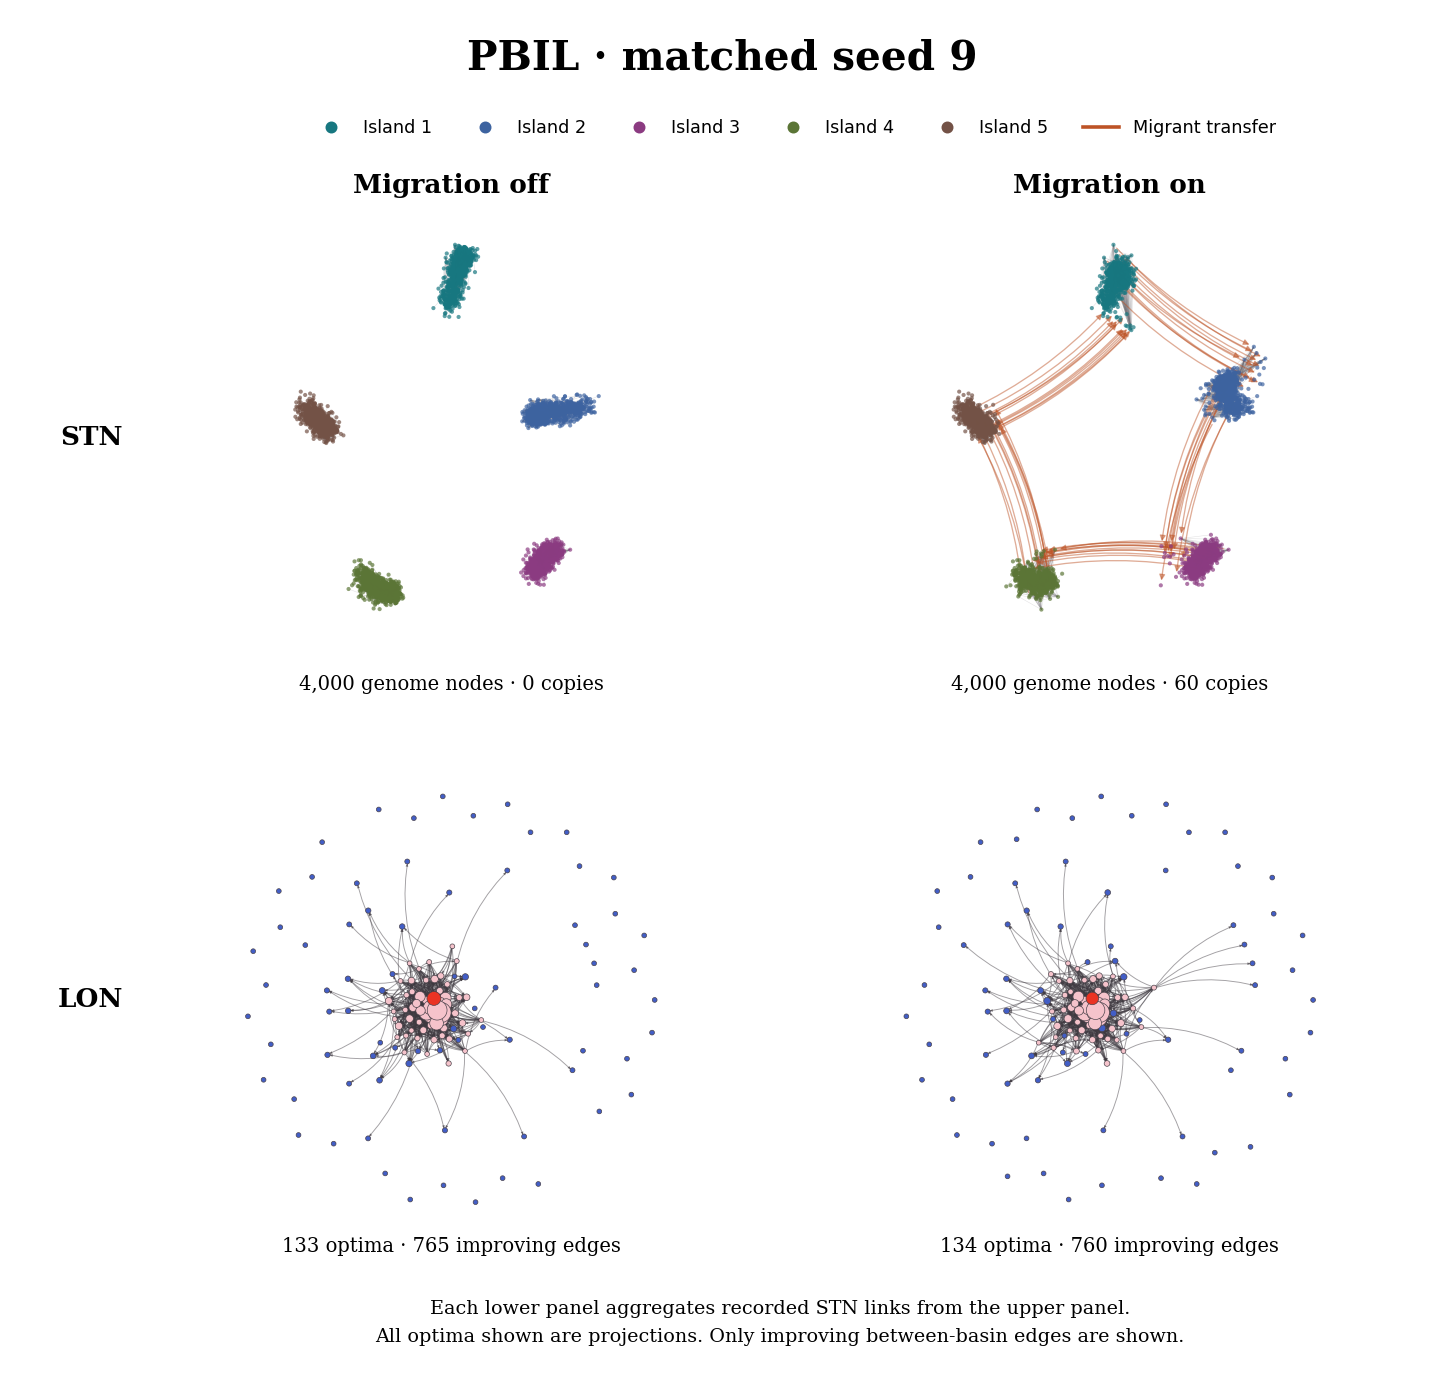 PBIL · matched seed 9
Island 1 Island 2 Island 3 Island 4 Island 5 Migrant transfer
Migration off Migration on
STN
4,000 genome nodes · 0 copies 4,000 genome nodes · 60 copies
LON
133 optima · 765 improving edges 134 optima · 760 improving edges
Each lower panel aggregates recorded STN links from the upper panel.
All optima shown are projections. Only improving between-basin edges are shown.